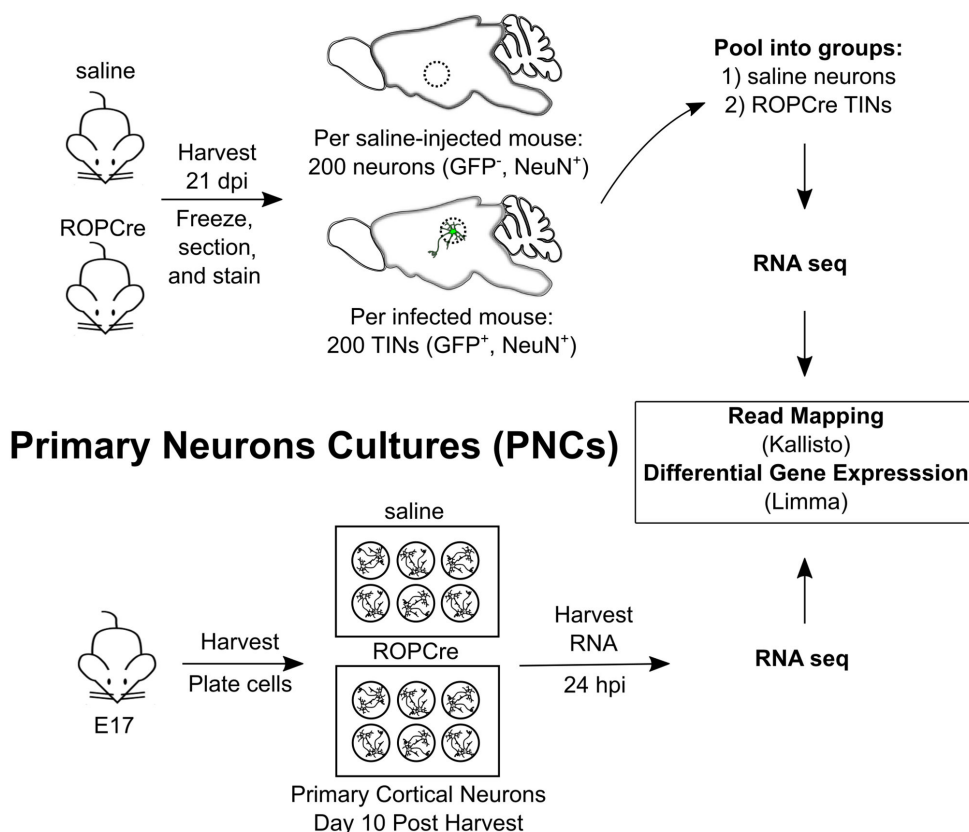 saline
ROPCre
Harvest
21 dpi
Freeze,
section,
and stain
Per saline-injected mouse:
200 neurons (GFP⁻, NeuN⁺)
Per infected mouse:
200 TINs (GFP⁺, NeuN⁺)
Pool into groups:
1) saline neurons
2) ROPCre TINs
RNA seq
Read Mapping
(Kallisto)
Differential Gene Expresssion
(Limma)
Primary Neurons Cultures (PNCs)
E17
Harvest
Plate cells
saline
ROPCre
Primary Cortical Neurons
Day 10 Post Harvest
Harvest
RNA
24 hpi
RNA seq